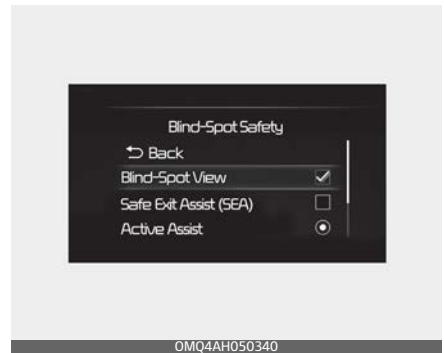 Blind-Spot Safety
Back
Blind-Spot View
Safe Exit Assist (SEA)
Active Assist
OMQ4AH050340